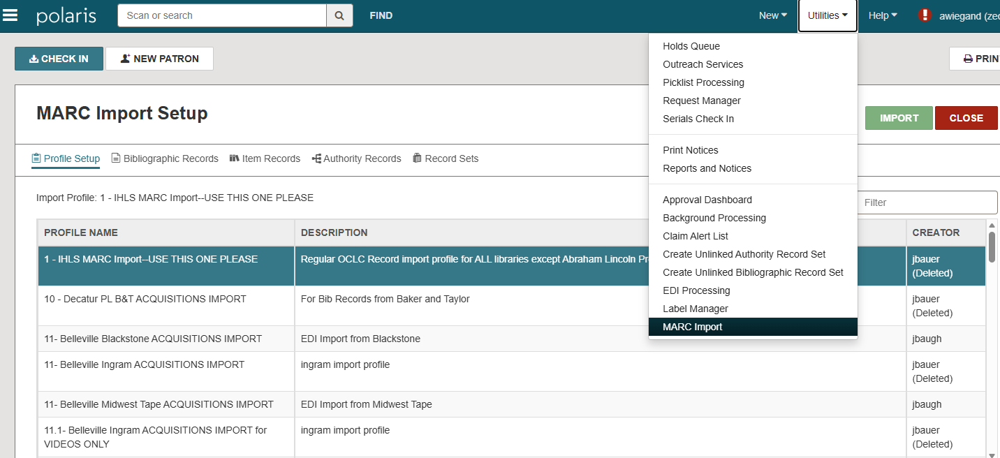 polaris
Scan or search
FIND
New
Utilities
Help
awiegand (zec
Holds Queue
Outreach Services
Picklist Processing
Request Manager
Serials Check In
Print Notices
Reports and Notices
Approval Dashboard
Background Processing
Claim Alert List
Create Unlinked Authority Record Set
Create Unlinked Bibliographic Record Set
EDI Processing
Label Manager
MARC Import
CHECK IN
NEW PATRON
PRIN
MARC Import Setup
IMPORT
CLOSE
Profile Setup
Bibliographic Records
Item Records
Authority Records
Record Sets
Import Profile: 1 - IHLS MARC Import--USE THIS ONE PLEASE
Filter
PROFILE NAME
DESCRIPTION
CREATOR
1 - IHLS MARC Import--USE THIS ONE PLEASE
Regular OCLC Record import profile for ALL libraries except Abraham Lincoln Pr
jbauer
(Deleted)
10 - Decatur PL B&T ACQUISITIONS IMPORT
For Bib Records from Baker and Taylor
jbauer
(Deleted)
11- Belleville Blackstone ACQUISITIONS IMPORT
EDI Import from Blackstone
jbaugh
11- Belleville Ingram ACQUISITIONS IMPORT
ingram import profile
jbauer
(Deleted)
11- Belleville Midwest Tape ACQUISITIONS IMPORT
EDI Import from Midwest Tape
jbaugh
11.1- Belleville Ingram ACQUISITIONS IMPORT for
VIDEOS ONLY
ingram import profile
jbauer
(Deleted)